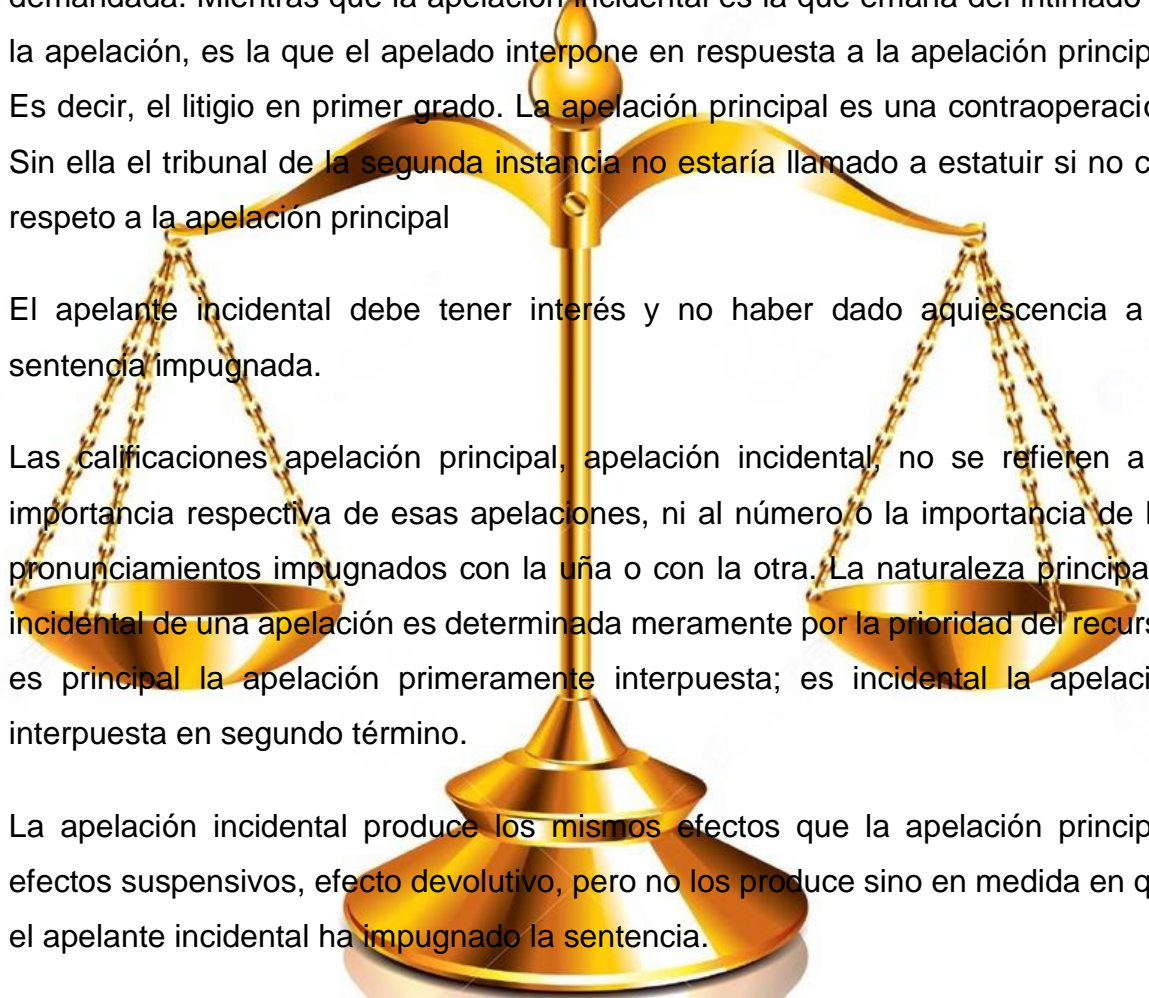 demandada. Mientras que la apelación incidental es la que emana del intimado
la apelación, es la que el apelado interpone en respuesta a la apelación princip
Es decir, el litigio en primer grado. La apelación principal es una contraoperació
Sin ella el tribunal de la segunda instancia no estaría llamado a estatuir si no c
respeto a la apelación principal
El apelante incidental debe tener interés y no haber dado aquiescencia a
sentencia impugnada.
Las calificaciones apelación principal, apelación incidental, no se refieren a
importancia respectiva de esas apelaciones, ni al número o la importancia de l
pronunciamientos impugnados con la uña o con la otra. La naturaleza principa
incidental de una apelación es determinada meramente por la prioridad del recurs
es principal la apelación primeramente interpuesta; es incidental la apelaci
interpuesta en segundo término.
La apelación incidental produce los mismos efectos que la apelación princip
efectos suspensivos, efecto devolutivo, pero no los produce sino en medida en q
el apelante incidental ha impugnado la sentencia.